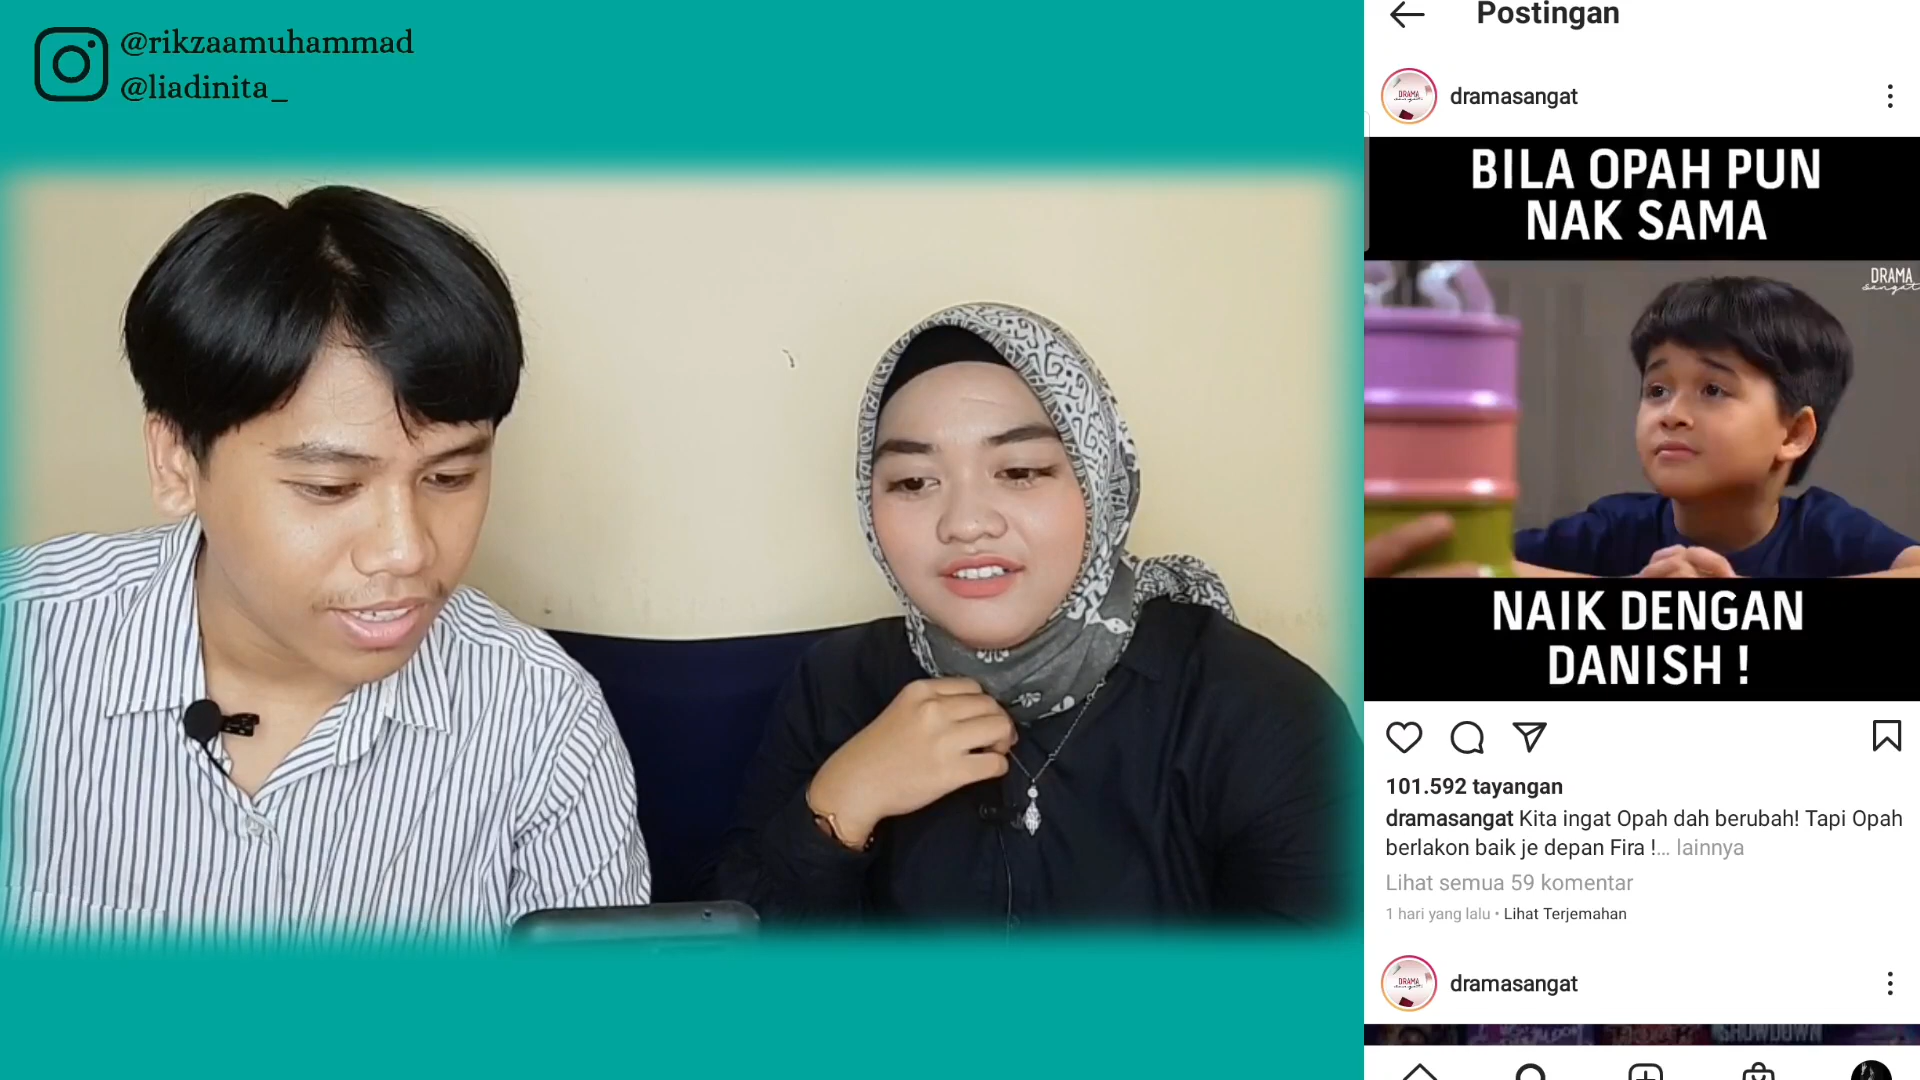 @rikzaamuhammad
@liadinita_
Postingan
dramasangat
BILA OPAH PUN
NAK SAMA
DRAMA
sangat
NAIK DENGAN
DANISH !
101.592 tayangan
dramasangat Kita ingat Opah dah berubah! Tapi Opah
berlakon baik je depan Fira !... lainnya
Lihat semua 59 komentar
1 hari yang lalu • Lihat Terjemahan
dramasangat
SHOWDOWN